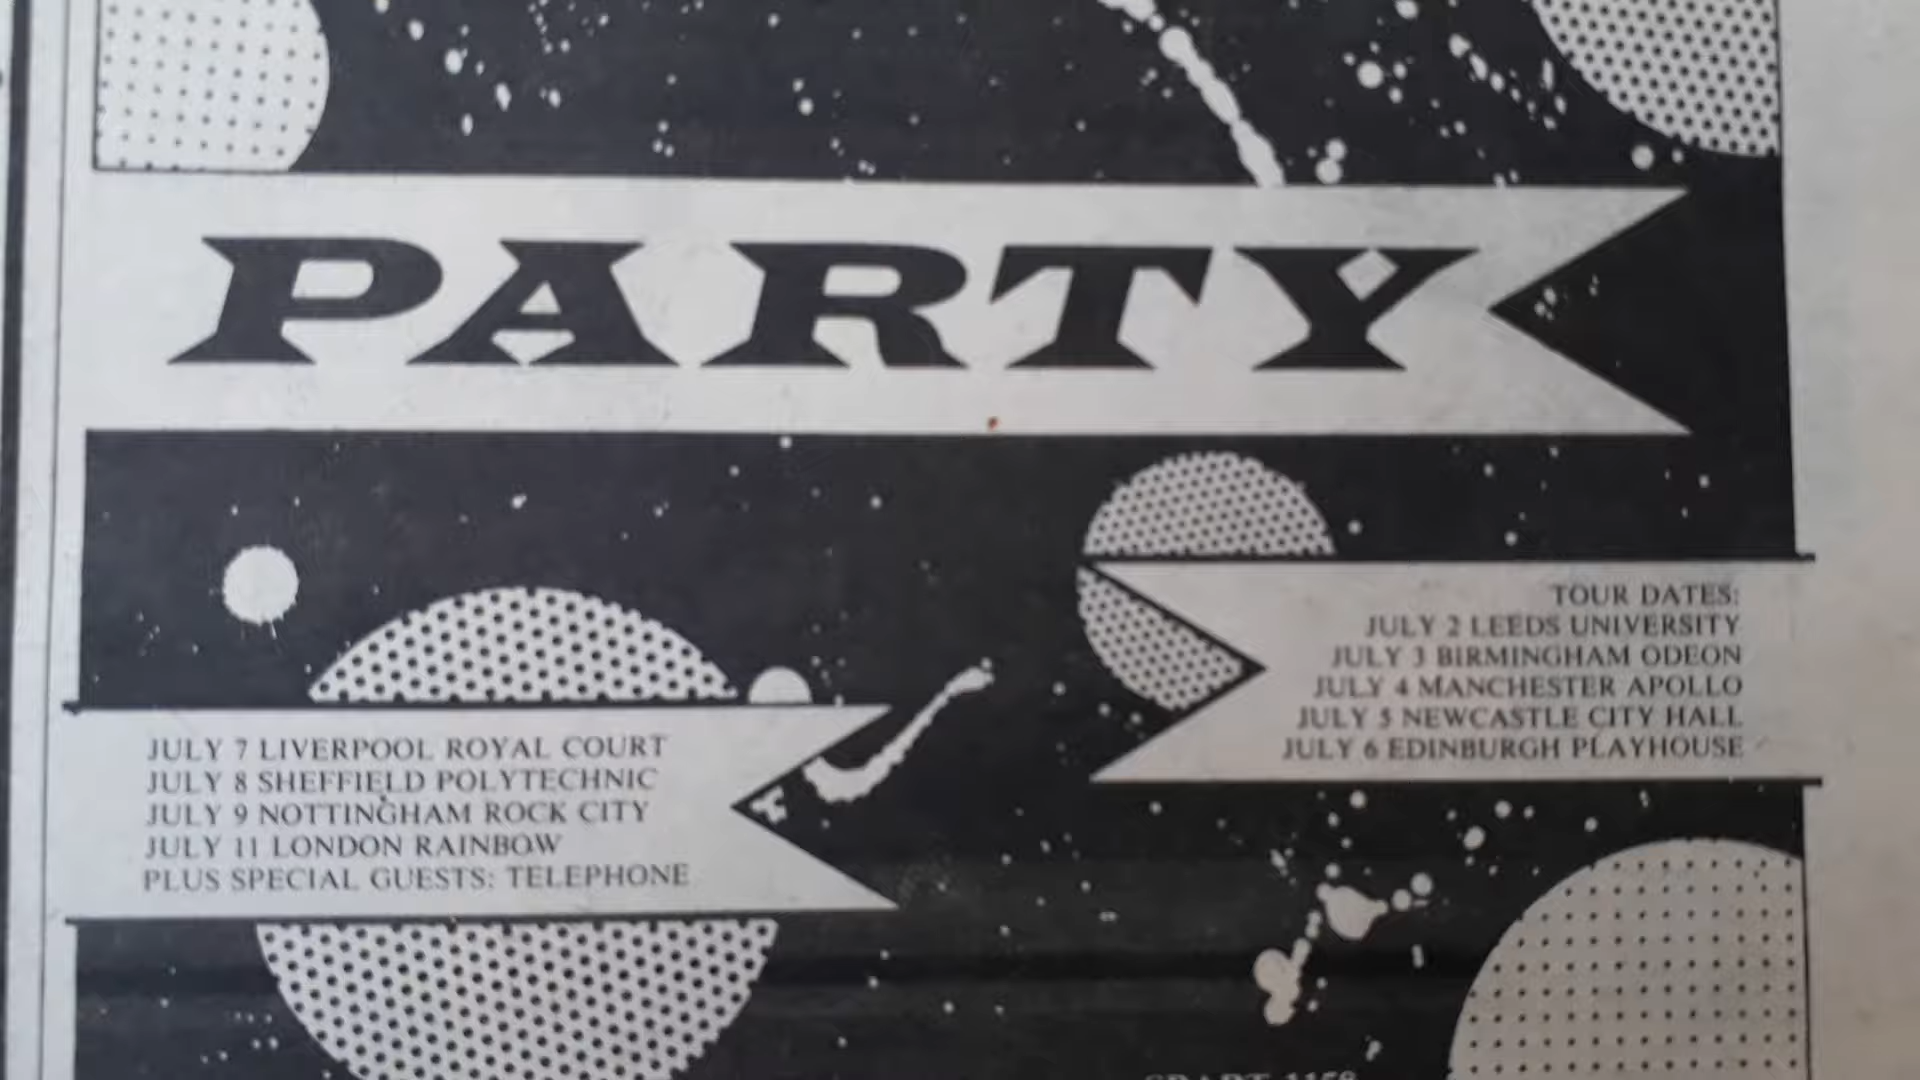 PARTY
TOUR DATES:
JULY 2 LEEDS UNIVERSITY
JULY 3 BIRMINGHAM ODEON
JULY 4 MANCHESTER APOLLO
JULY 5 NEWCASTLE CITY HALL
JULY 6 EDINBURGH PLAYHOUSE
JULY 7 LIVERPOOL ROYAL COURT
JULY 8 SHEFFIELD POLYTECHNIC
JULY 9 NOTTINGHAM ROCK CITY
JULY 11 LONDON RAINBOW
PLUS SPECIAL GUESTS: TELEPHONE